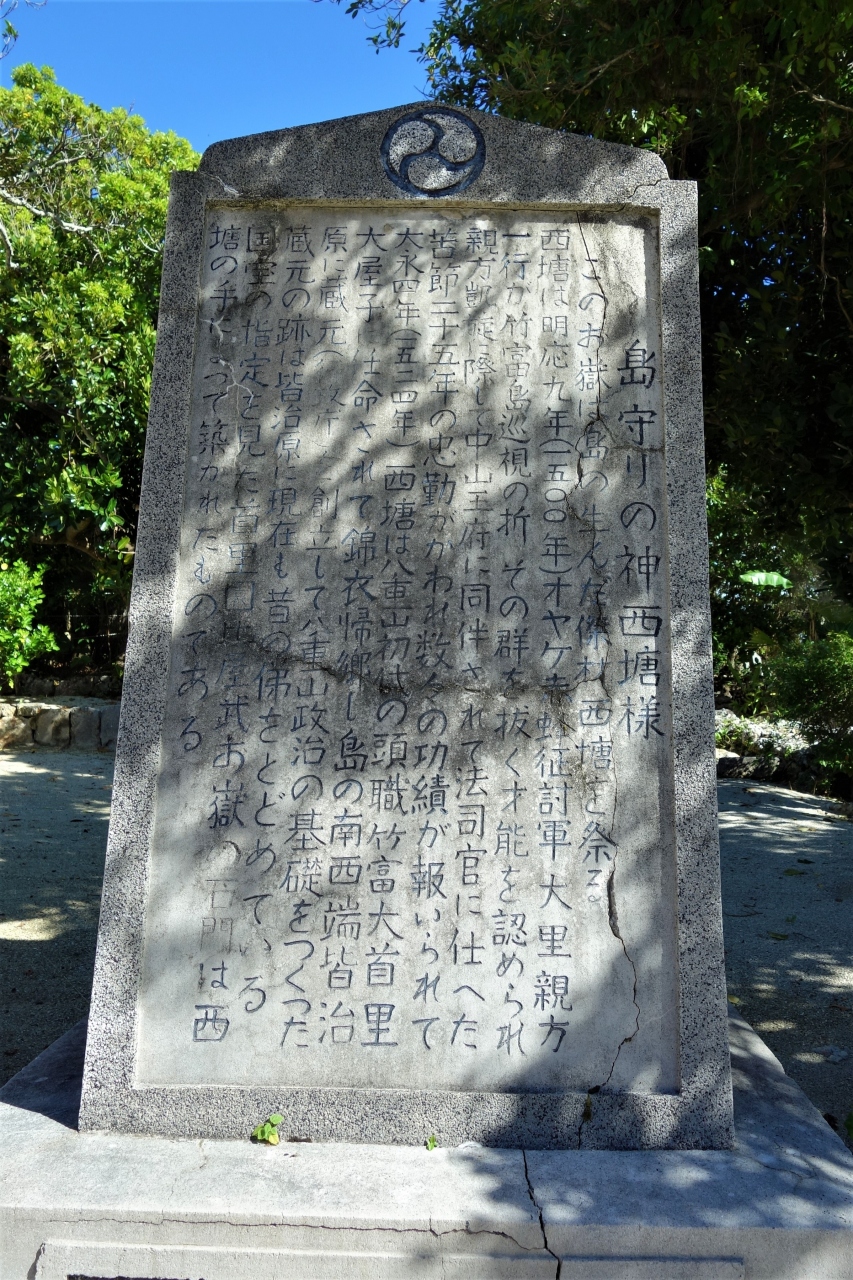 島守りの神西塘様
このお嶽は島の生んだ傑材西塘を祭る。
西塘は明応九年(一五〇〇年)オヤケ赤蜂征討軍大里親方
一行が竹富島巡視の折その群を抜く才能を認められ
親方凱旋に際して中山王府に同伴されて法司官に仕へた
苦節二十五年の忠勤がかわれ数々の功績が報いられて
大永四年(一五二四年)西塘は八重山初代の頭職竹富大首里
大屋子に任命されて錦衣帰郷し島の南西端皆治
原に蔵元(政庁)を創立して八重山政治の基礎をつくった
蔵元の跡は皆治原に現在も昔の俤をとどめている
国宝の指定を見た首里の園比屋武お嶽の石門は西
塘の手によって築かれたものである